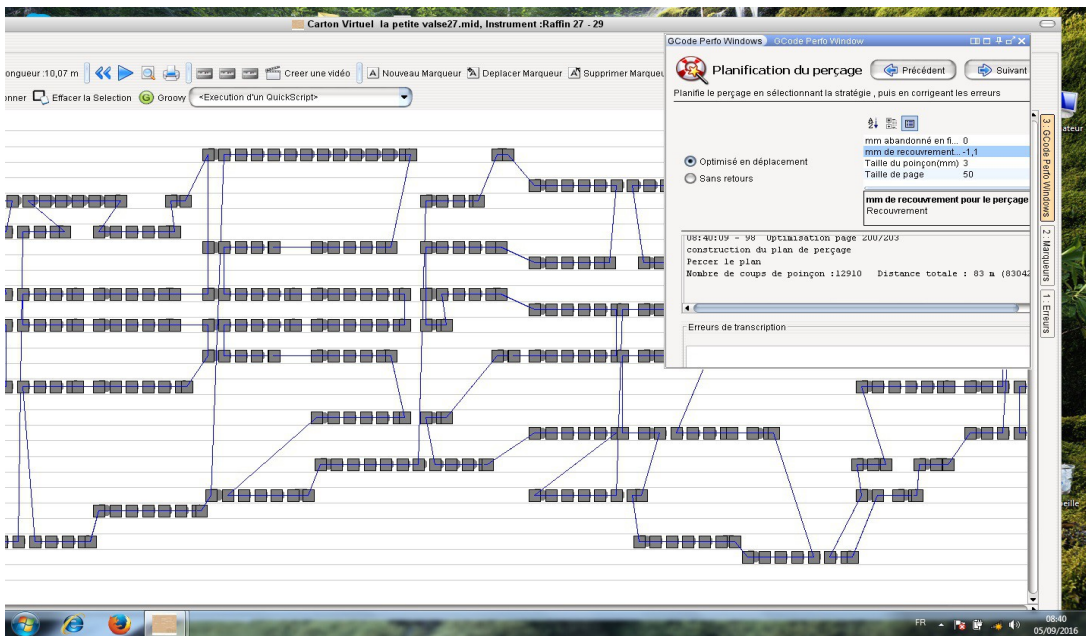 Carton Virtuel la petite valse27.mid, Instrument :Raffin 27 - 29
GCode Perfo Windows GCode Perfo Window
ongueur :10,07 m Creer une vidéo Nouveau Marqueur Deplacer Marqueur Supprimer Marqueu
Planification du perçage Précédent Suivant
onner Effacer la Selection Groovy <Execution d'un QuickScript>
Planifie le perçage en sélectionnant la stratégie , puis en corrigeant les erreurs
ateur
mm abandonné en fi... 0
mm de recouvrement... -1,1
Optimisé en déplacement
Taille du poinçon(mm) 3
Sans retours
Taille de page 50
mm de recouvrement pour le perçage
Recouvrement
08:40:09 - 98 Optimisation page 200/203
construction du plan de perçage
Percer le plan
Nombre de coups de poinçon :12910 Distance totale : 83 m (83042
Erreurs de transcription
3 : GCode Perfo Windows
2 : Marqueurs
1 : Erreurs
eille
FR
08:40
05/09/2016